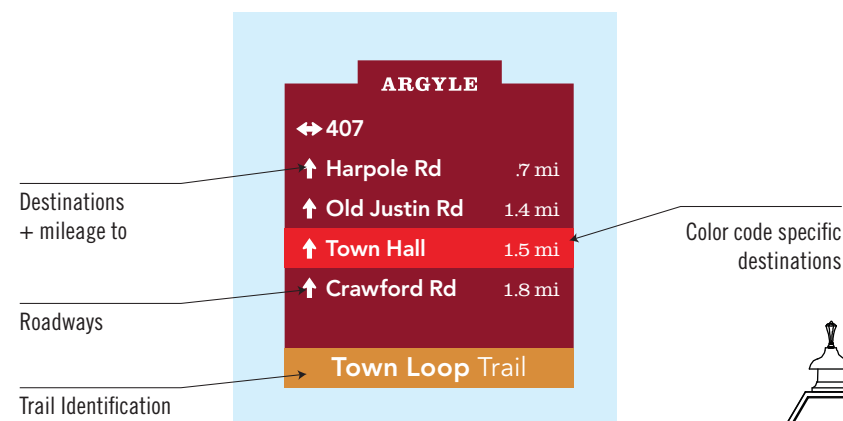 ARGYLE
407
Harpole Rd .7 mi
Old Justin Rd 1.4 mi
Town Hall 1.5 mi
Crawford Rd 1.8 mi
Town Loop Trail
Destinations
+ mileage to
Roadways
Trail Identification
Color code specific
destinations